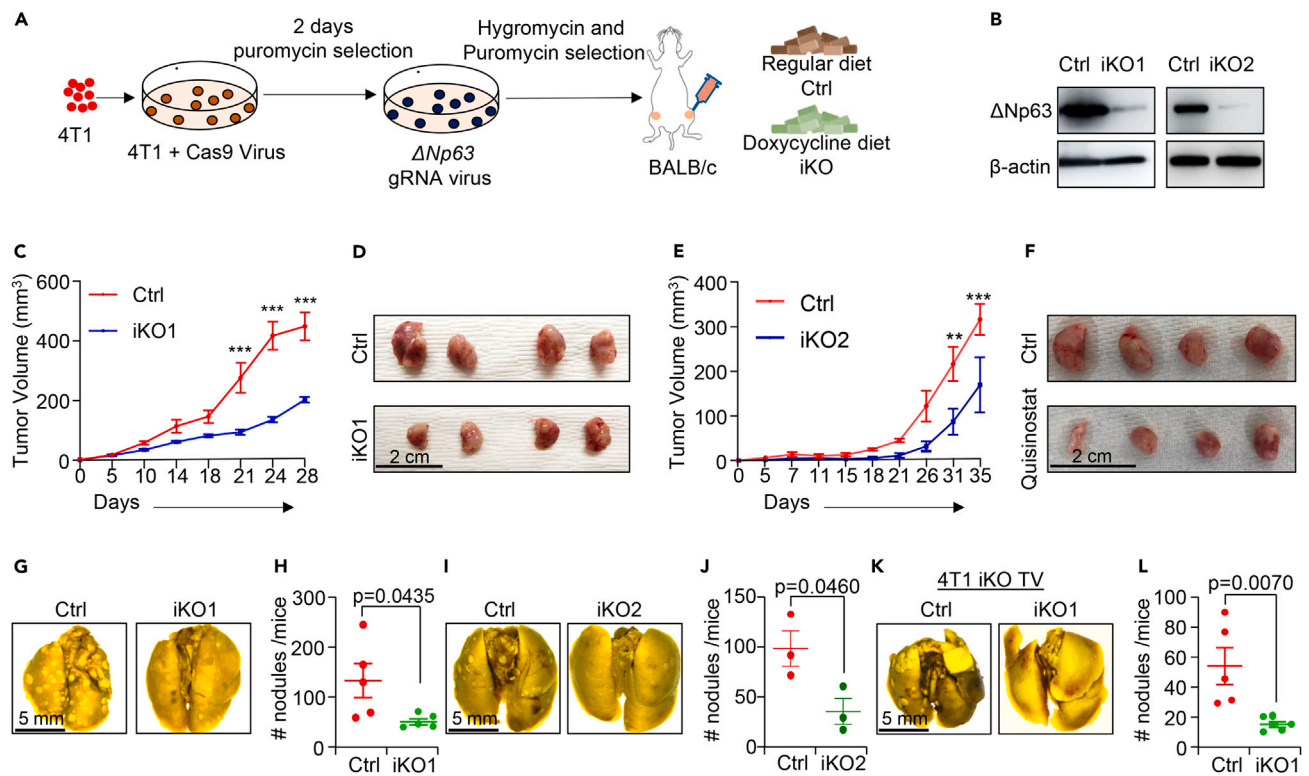 A
2 days
puromycin selection
Hygromycin and
Puromycin selection
4T1
4T1 + Cas9 Virus
ΔNp63
gRNA virus
BALB/c
Regular diet
Ctrl
Doxycycline diet
iKO
B
Ctrl iKO1
Ctrl iKO2
ΔNp63
β-actin
C
Tumor Volume (mm³)
600
400
200
0
Ctrl
iKO1
***
***
***
0 5 10 14 18 21 24 28
Days
D
Ctrl
iKO1
2 cm
E
Tumor Volume (mm³)
400
300
200
100
0
Ctrl
iKO2
**
***
0 5 7 11 15 18 21 26 31 35
Days
F
Ctrl
Quisinostat
2 cm
G
Ctrl
iKO1
5 mm
H
# nodules /mice
300
200
100
0
p=0.0435
Ctrl iKO1
I
Ctrl
iKO2
5 mm
J
# nodules /mice
150
100
50
0
p=0.0460
Ctrl iKO2
K
4T1 iKO TV
Ctrl
iKO1
5 mm
L
# nodules /mice
100
80
60
40
20
0
p=0.0070
Ctrl iKO1